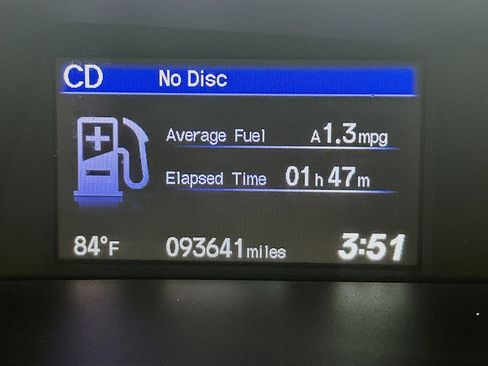 CD No Disc
Average Fuel A1.3mpg
Elapsed Time 01h47m
84°F 093641miles 3:51